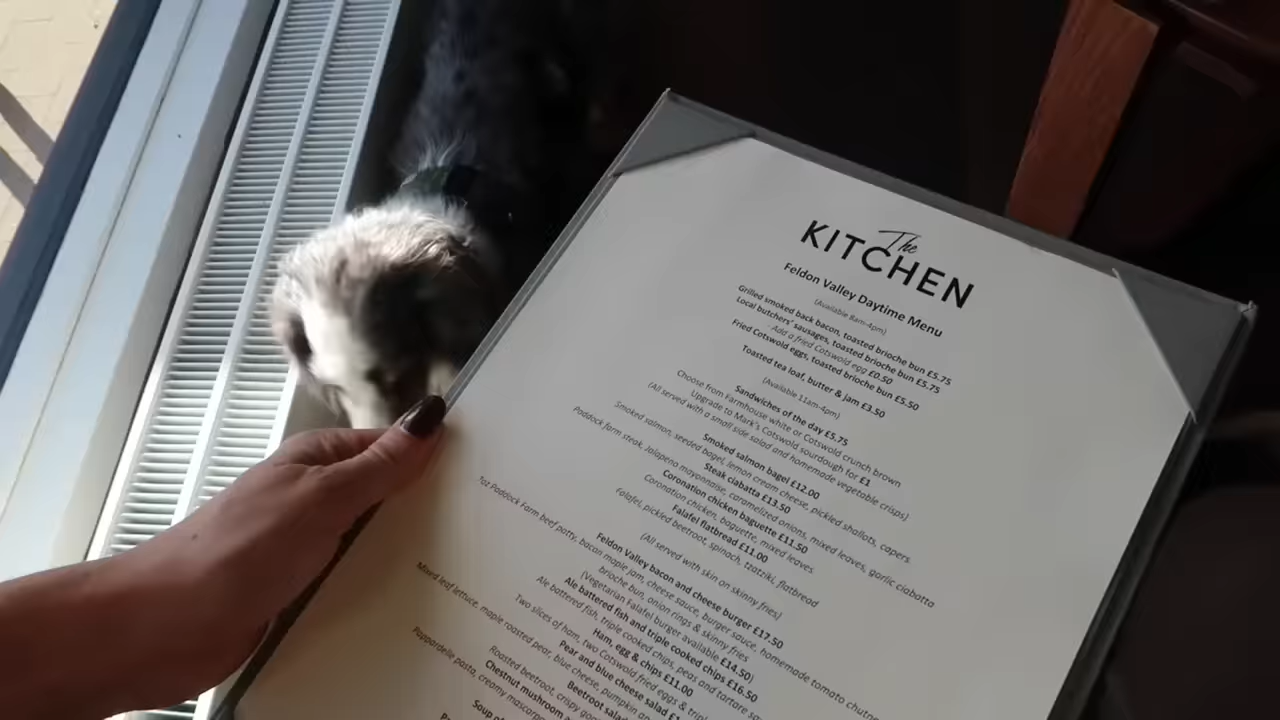 The
KITCHEN
Feldon Valley Daytime Menu
(Available 8am-4pm)
Grilled smoked back bacon, toasted brioche bun £5.75
Local butchers' sausages, toasted brioche bun £5.75
Add a fried Cotswold egg £0.50
Fried Cotswold eggs, toasted brioche bun £5.50
Toasted tea loaf, butter & jam £3.50
(Available 11am-4pm)
Sandwiches of the day £5.75
Choose from Farmhouse white or Cotswold crunch brown
Upgrade to Mark's Cotswold sourdough for £1
(All served with a small side salad and homemade vegetable crisps)
Smoked salmon bagel £12.00
Smoked salmon, seeded bagel, lemon cream cheese, pickled shallots, capers
Steak ciabatta £13.50
Paddock farm steak, Jalapeno mayonnaise, caramelized onions, mixed leaves, garlic ciabatta
Coronation chicken baguette £11.50
Coronation chicken, baguette, mixed leaves
Falafel flatbread £11.00
Falafel, pickled beetroot, spinach, tzatziki, flatbread
(All served with skin on skinny fries)
Feldon Valley bacon and cheese burger £17.50
Paddock Farm beef patty, bacon maple jam, cheese sauce, burger sauce, homemade tomato
brioche bun, onion rings & skinny fries
(Vegetarian Falafel burger available £14.50)
Ale battered fish and triple cooked chips £16.50
Ale battered fish, triple cooked chips, peas and tartare
Ham, egg & chips £11.00
Two slices of ham, two Cotswold fried eggs &
Pear and blue cheese salad
Mixed leaf lettuce, maple roasted pear, blue cheese, pumpkin
Beetroot
Roasted beetroot, crispy
Chestnut mushroom
Pappardelle pasta, creamy
Soup